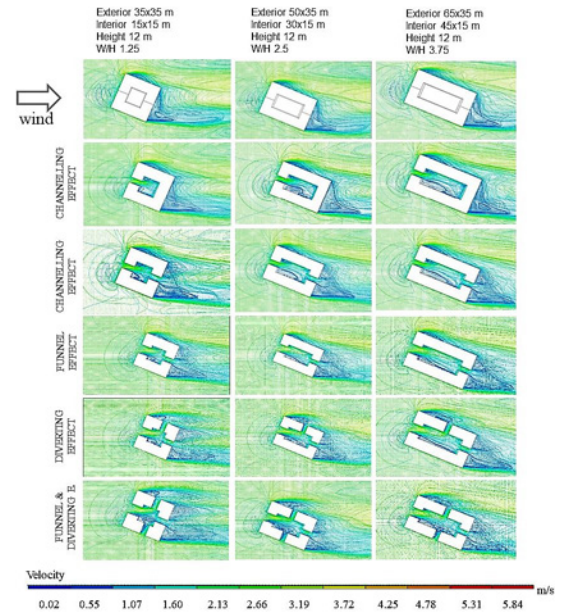 Exterior 35x35 m
Interior 15x15 m
Height 12 m
W/H 1.25
Exterior 50x35 m
Interior 30x15 m
Height 12 m
W/H 2.5
Exterior 65x35 m
Interior 45x15 m
Height 12 m
W/H 3.75
wind
CHANNELLING
EFFECT
CHANNELLING
EFFECT
FUNNEL
EFFECT
DIVERTING
EFFECT
FUNNEL &
DIVERTING E.
Velocity
m/s
0.02 0.55 1.07 1.60 2.13 2.66 3.19 3.72 4.25 4.78 5.31 5.84